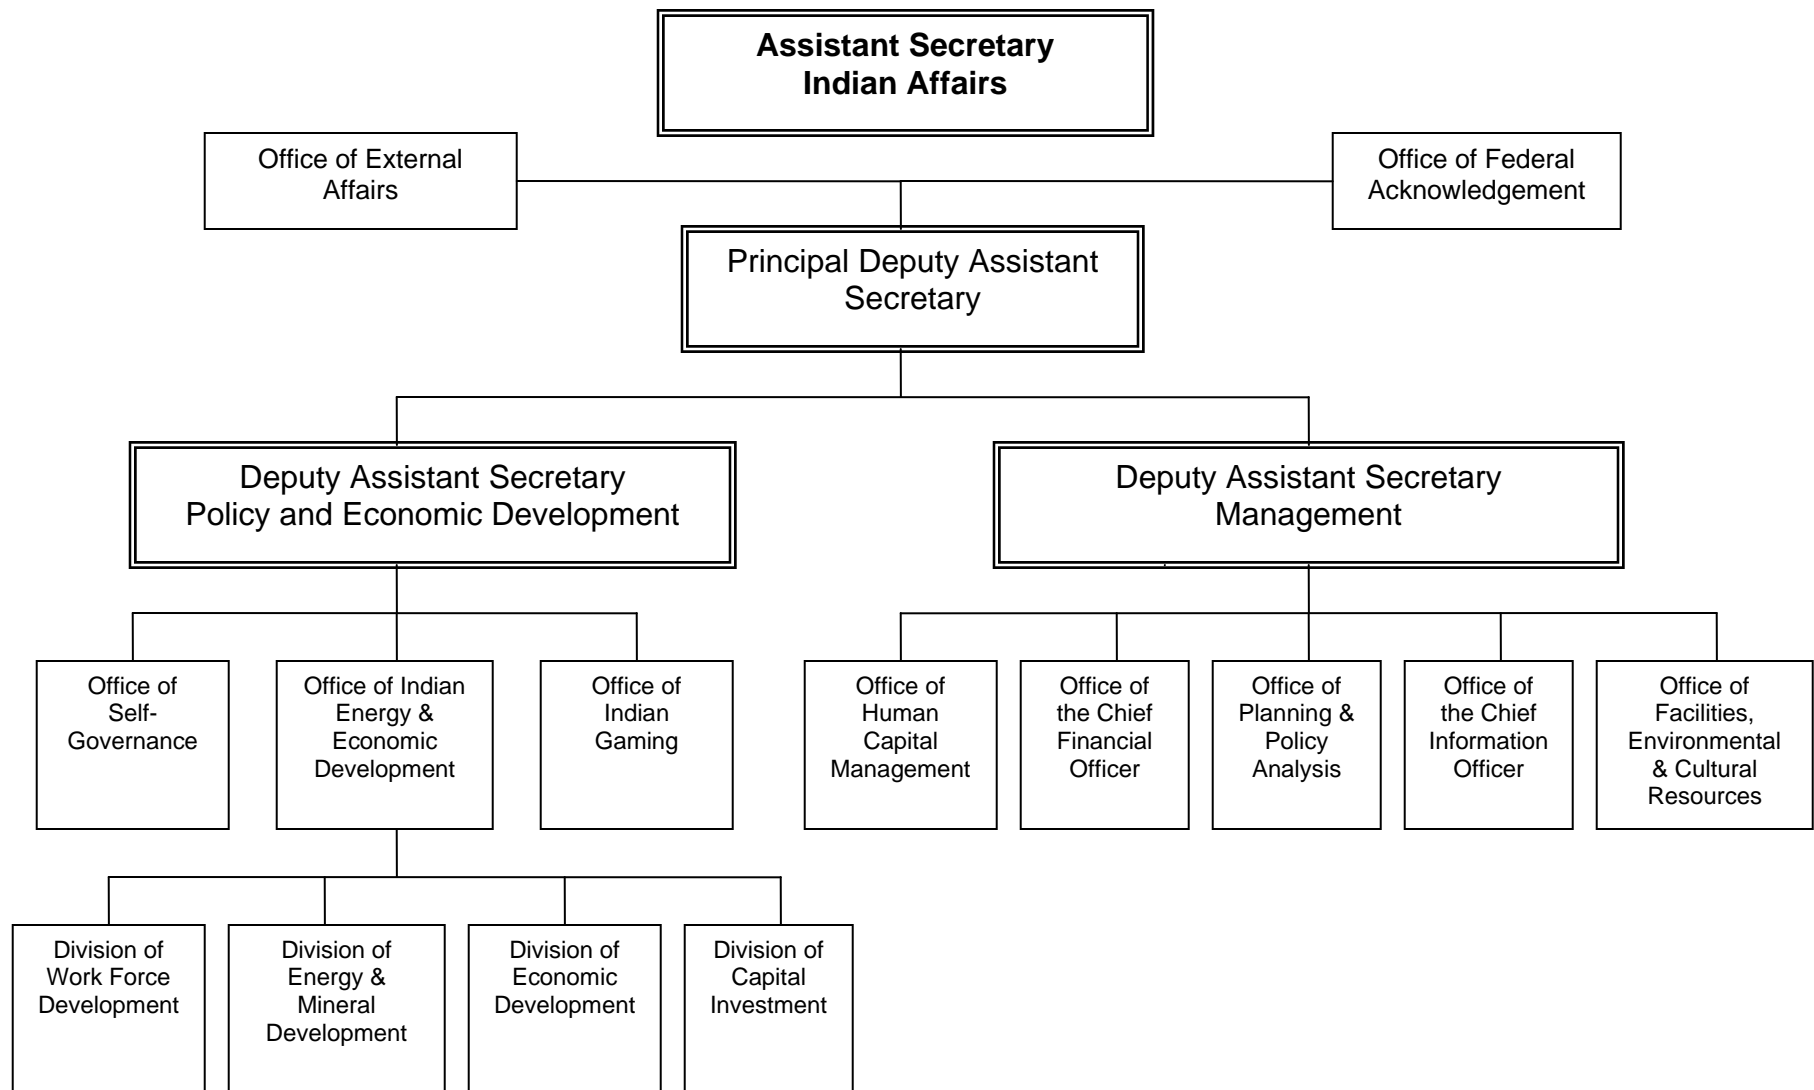 Assistant Secretary
Indian Affairs
Office of External
Affairs
Office of Federal
Acknowledgement
Principal Deputy Assistant
Secretary
Deputy Assistant Secretary
Policy and Economic Development
Deputy Assistant Secretary
Management
Office of
Self-
Governance
Office of Indian
Energy &
Economic
Development
Office of
Indian
Gaming
Office of
Human
Capital
Management
Office of
the Chief
Financial
Officer
Office of
Planning &
Policy
Analysis
Office of
the Chief
Information
Officer
Office of
Facilities,
Environmental
& Cultural
Resources
Division of
Work Force
Development
Division of
Energy &
Mineral
Development
Division of
Economic
Development
Division of
Capital
Investment